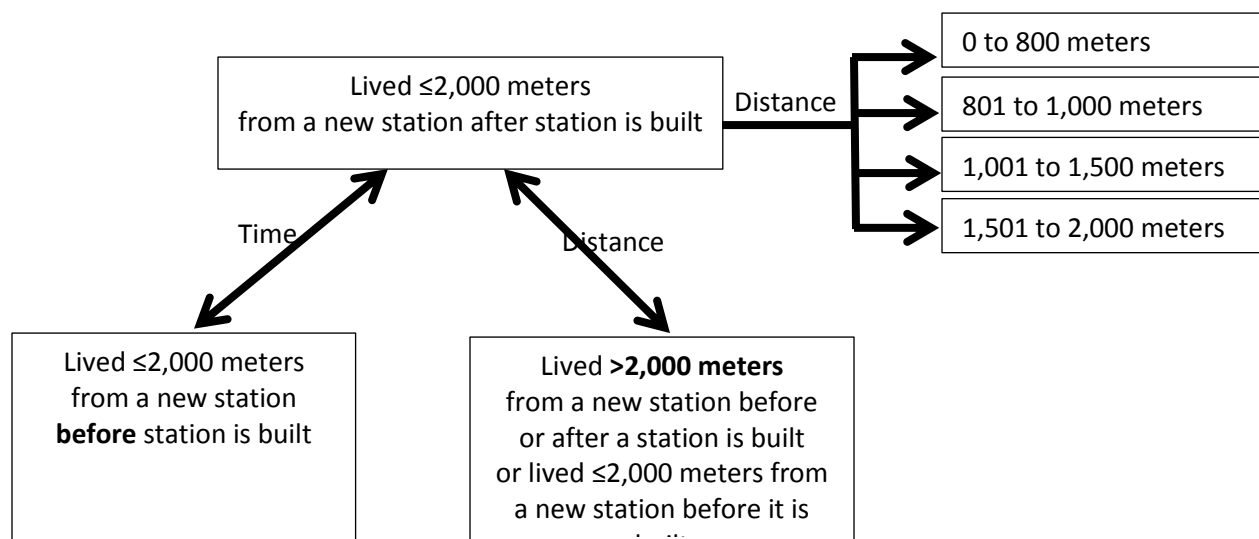 Lived ≤2,000 meters
from a new station after station is built
Distance
0 to 800 meters
801 to 1,000 meters
1,001 to 1,500 meters
1,501 to 2,000 meters
Time
Distance
Lived ≤2,000 meters
from a new station
before station is built
Lived >2,000 meters
from a new station before
or after a station is built
or lived ≤2,000 meters from
a new station before it is